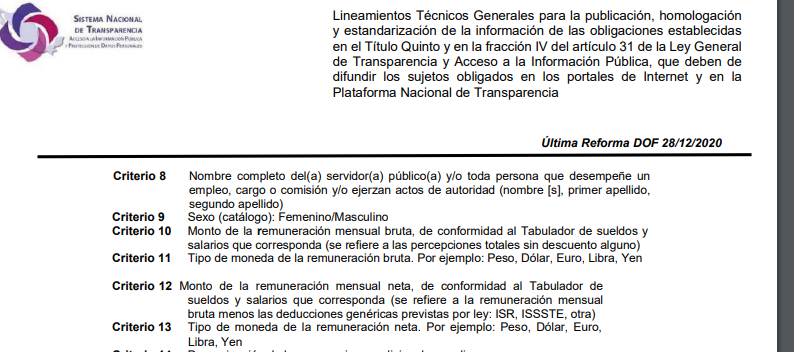 SISTEMA NACIONAL
DE TRANSPARENCIA
ACCESO A LA INFORMACIÓN PÚBLICA
Y PROTECCIÓN DE DATOS PERSONALES
Lineamientos Técnicos Generales para la publicación, homologación
y estandarización de la información de las obligaciones establecidas
en el Título Quinto y en la fracción IV del artículo 31 de la Ley General
de Transparencia y Acceso a la Información Pública, que deben de
difundir los sujetos obligados en los portales de Internet y en la
Plataforma Nacional de Transparencia
Última Reforma DOF 28/12/2020
Criterio 8 Nombre completo del(a) servidor(a) público(a) y/o toda persona que desempeñe un
empleo, cargo o comisión y/o ejerzan actos de autoridad (nombre [s], primer apellido,
segundo apellido)
Criterio 9 Sexo (catálogo): Femenino/Masculino
Criterio 10 Monto de la remuneración mensual bruta, de conformidad al Tabulador de sueldos y
salarios que corresponda (se refiere a las percepciones totales sin descuento alguno)
Criterio 11 Tipo de moneda de la remuneración bruta. Por ejemplo: Peso, Dólar, Euro, Libra, Yen
Criterio 12 Monto de la remuneración mensual neta, de conformidad al Tabulador de
sueldos y salarios que corresponda (se refiere a la remuneración mensual
bruta menos las deducciones genéricas previstas por ley: ISR, ISSSTE, otra)
Criterio 13 Tipo de moneda de la remuneración neta. Por ejemplo: Peso, Dólar, Euro,
Libra, Yen